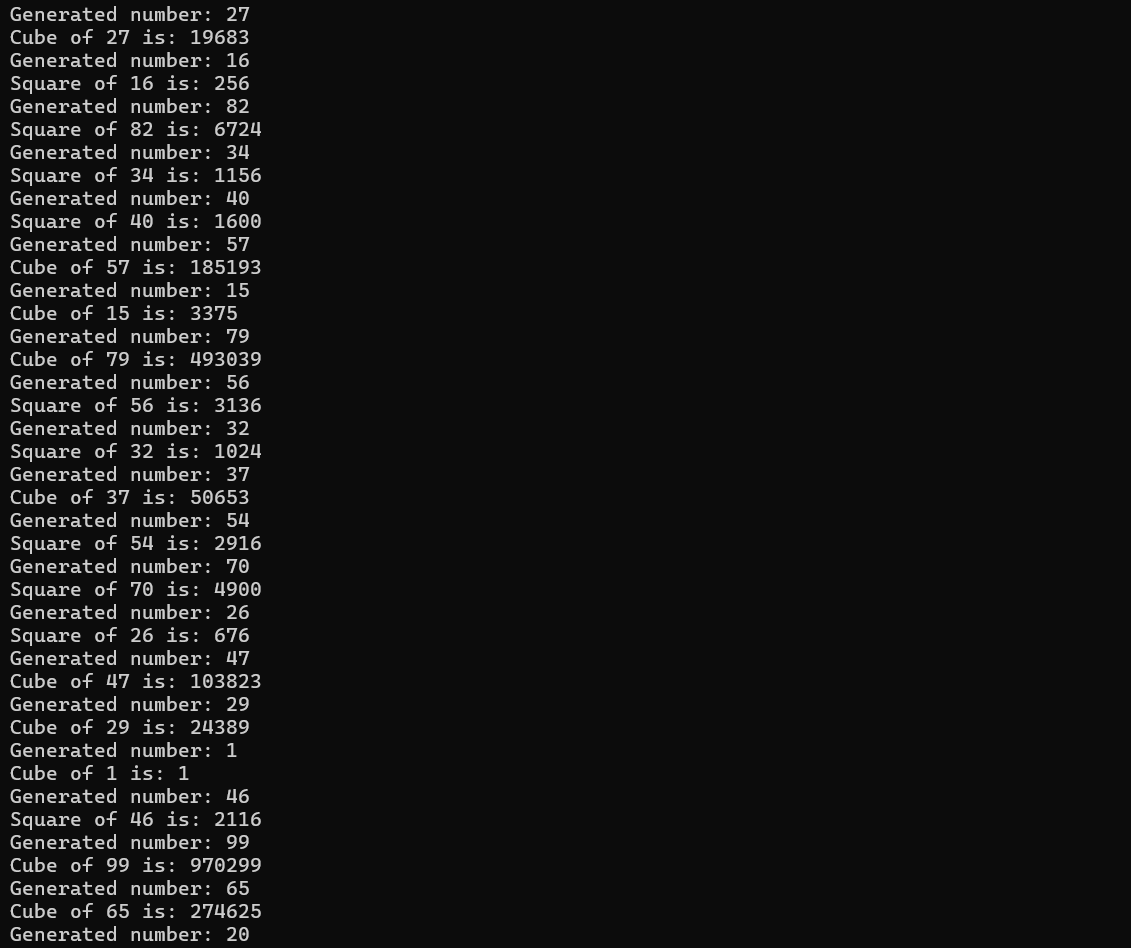 Generated number: 27
Cube of 27 is: 19683
Generated number: 16
Square of 16 is: 256
Generated number: 82
Square of 82 is: 6724
Generated number: 34
Square of 34 is: 1156
Generated number: 40
Square of 40 is: 1600
Generated number: 57
Cube of 57 is: 185193
Generated number: 15
Cube of 15 is: 3375
Generated number: 79
Cube of 79 is: 493039
Generated number: 56
Square of 56 is: 3136
Generated number: 32
Square of 32 is: 1024
Generated number: 37
Cube of 37 is: 50653
Generated number: 54
Square of 54 is: 2916
Generated number: 70
Square of 70 is: 4900
Generated number: 26
Square of 26 is: 676
Generated number: 47
Cube of 47 is: 103823
Generated number: 29
Cube of 29 is: 24389
Generated number: 1
Cube of 1 is: 1
Generated number: 46
Square of 46 is: 2116
Generated number: 99
Cube of 99 is: 970299
Generated number: 65
Cube of 65 is: 274625
Generated number: 20